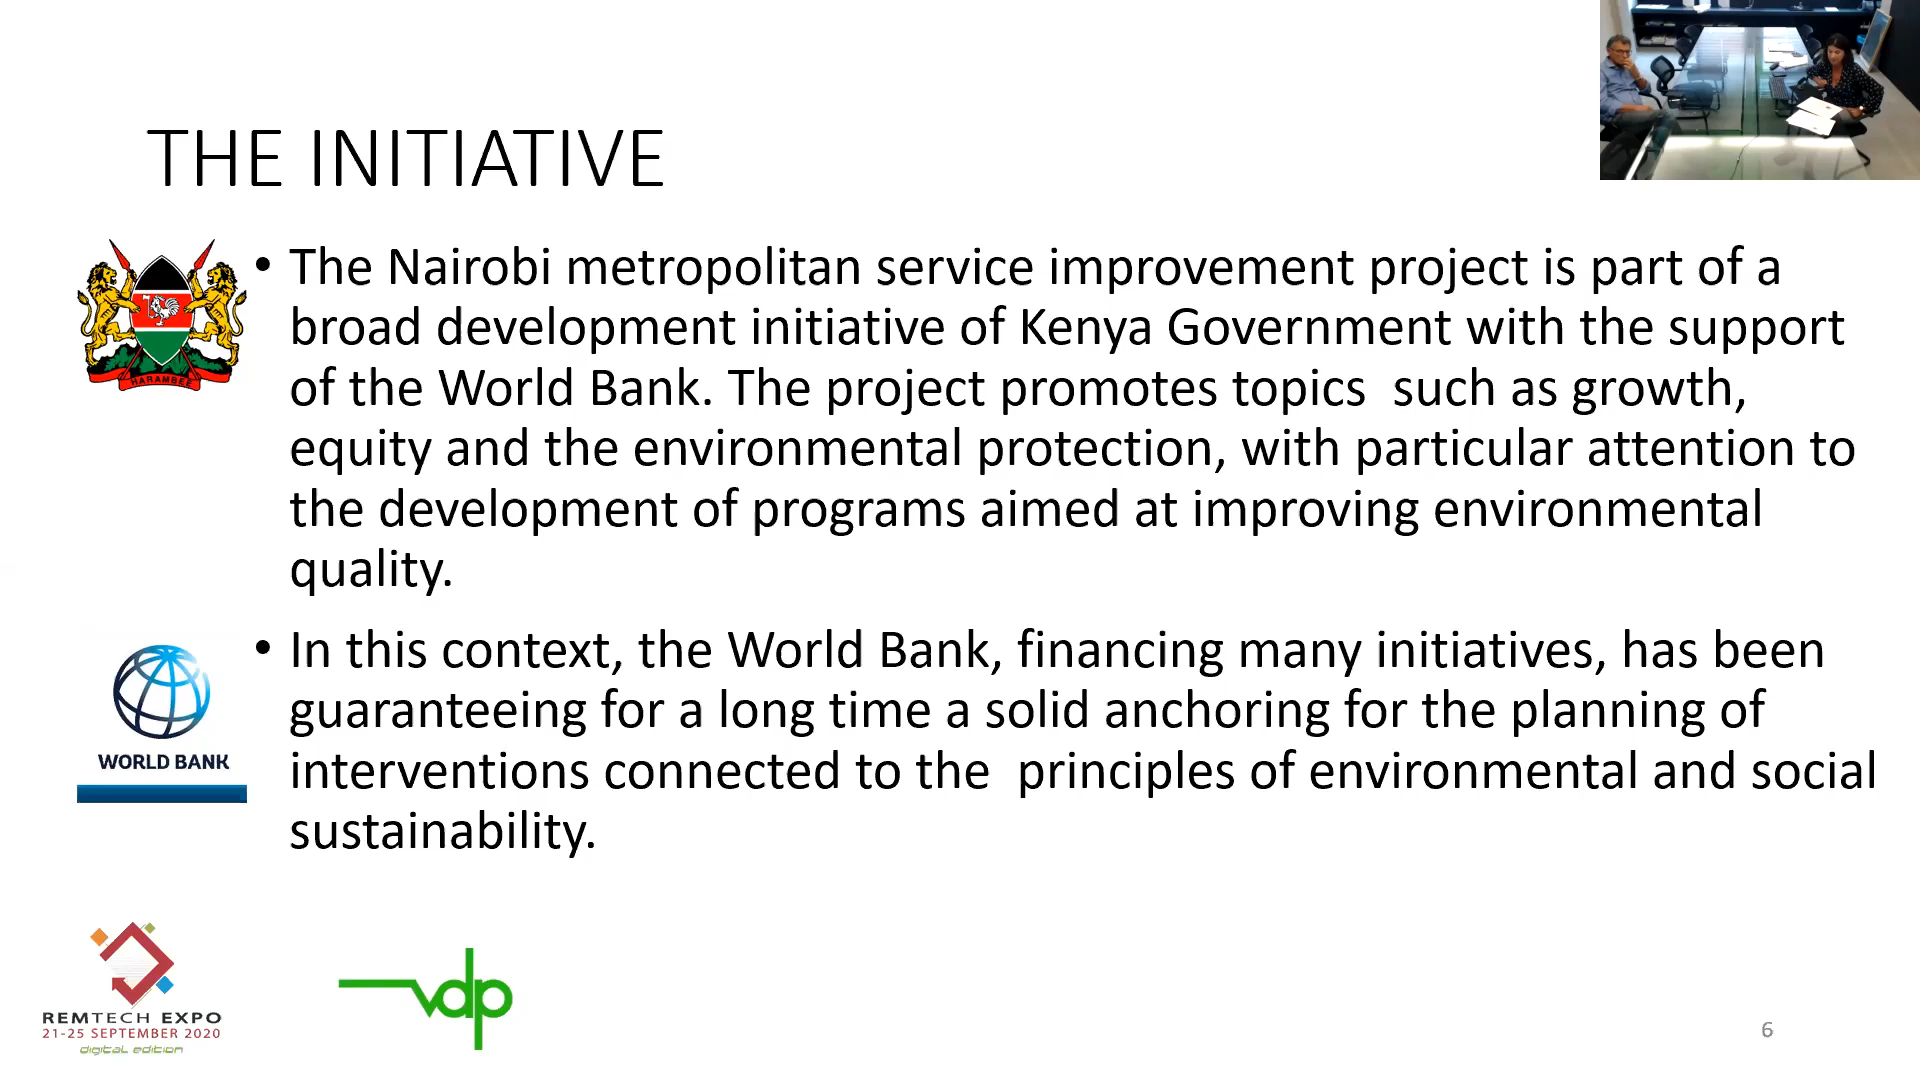 THE INITIATIVE
• The Nairobi metropolitan service improvement project is part of a
broad development initiative of Kenya Government with the support
of the World Bank. The project promotes topics  such as growth,
equity and the environmental protection, with particular attention to
the development of programs aimed at improving environmental
quality.
HARAMBEE
• In this context, the World Bank, financing many initiatives, has been
guaranteeing for a long time a solid anchoring for the planning of
interventions connected to the  principles of environmental and social
sustainability.
WORLD BANK
REMTECH EXPO
21-25 SEPTEMBER 2020
digital edition
vdp
6